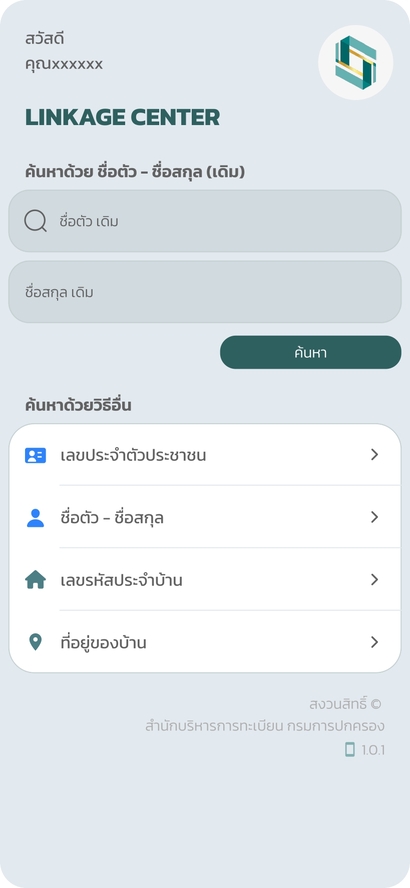 สวัสดี
คุณxxxxxx
LINKAGE CENTER
ค้นหาด้วย ชื่อตัว - ชื่อสกุล (เดิม)
ชื่อตัว เดิม
ชื่อสกุล เดิม
ค้นหา
ค้นหาด้วยวิธีอื่น
เลขประจำตัวประชาชน
ชื่อตัว - ชื่อสกุล
เลขรหัสประจำบ้าน
ที่อยู่ของบ้าน
สงวนสิทธิ์ ©
สำนักบริหารการทะเบียน กรมการปกครอง
1.0.1